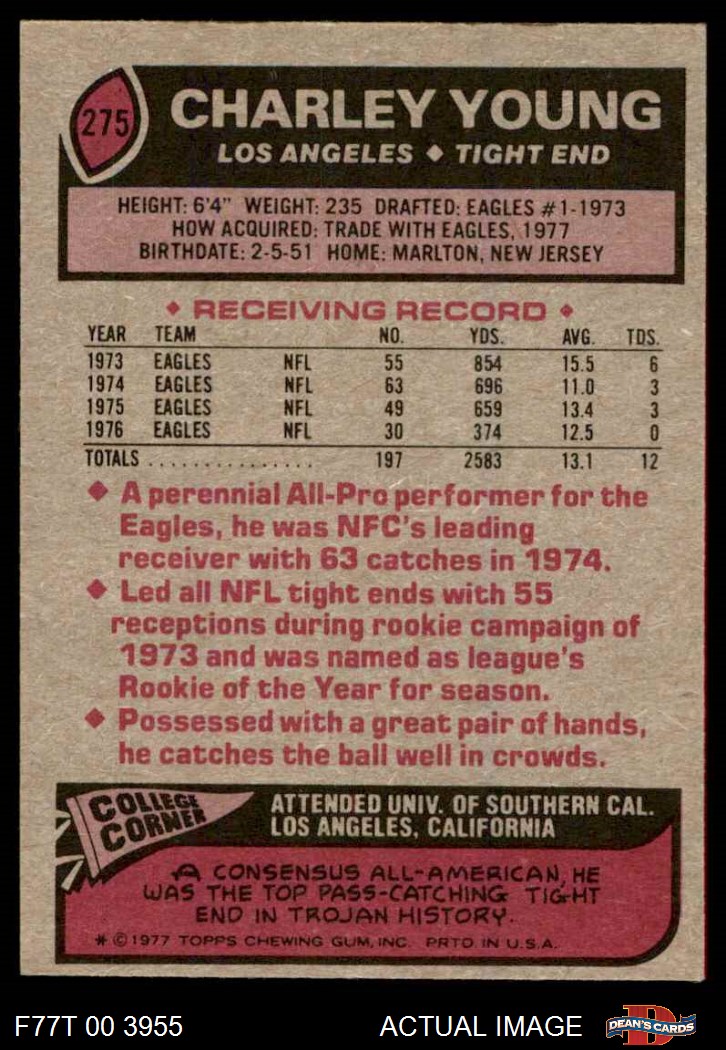 275
CHARLEY YOUNG
LOS ANGELES ♦ TIGHT END
HEIGHT: 6'4" WEIGHT: 235 DRAFTED: EAGLES #1-1973
HOW ACQUIRED: TRADE WITH EAGLES, 1977
BIRTHDATE: 2-5-51 HOME: MARLTON, NEW JERSEY
♦ RECEIVING RECORD ♦
YEAR TEAM NO. YDS. AVG. TDS.
1973 EAGLES NFL 55 854 15.5 6
1974 EAGLES NFL 63 696 11.0 3
1975 EAGLES NFL 49 659 13.4 3
1976 EAGLES NFL 30 374 12.5 0
TOTALS ................ 197 2583 13.1 12
♦ A perennial All-Pro performer for the
Eagles, he was NFC's leading
receiver with 63 catches in 1974.
♦ Led all NFL tight ends with 55
receptions during rookie campaign of
1973 and was named as league's
Rookie of the Year for season.
♦ Possessed with a great pair of hands,
he catches the ball well in crowds.
COLLEGE
CORNER
ATTENDED UNIV. OF SOUTHERN CAL.
LOS ANGELES, CALIFORNIA
A CONSENSUS ALL-AMERICAN, HE
WAS THE TOP PASS-CATCHING TIGHT
END IN TROJAN HISTORY.
* © 1977 TOPPS CHEWING GUM, INC. PRTD IN U.S.A.
F77T 00 3955 ACTUAL IMAGE
D
DEAN'S CARDS